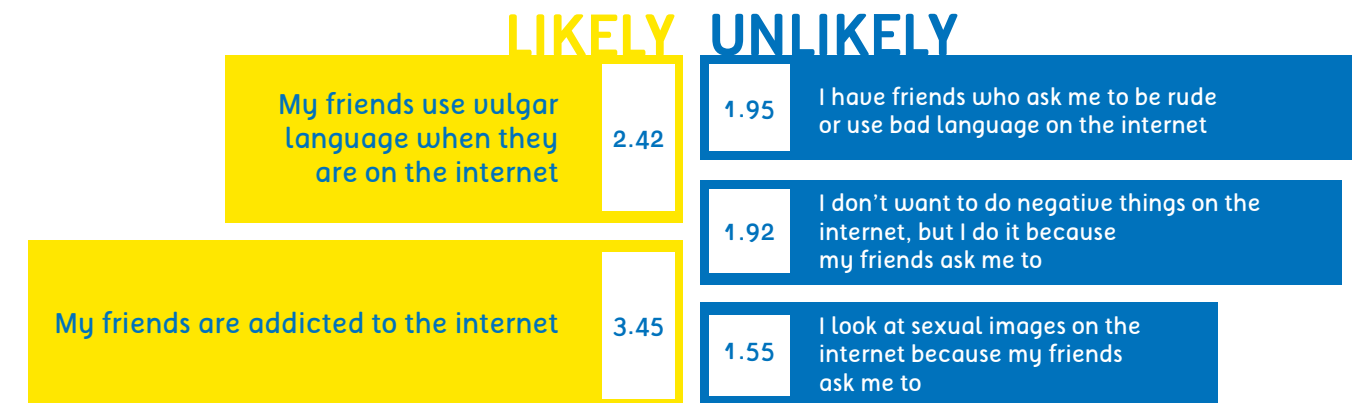 LIKELY
My friends use vulgar
language when they
are on the internet
2.42
My friends are addicted to the internet
3.45
UNLIKELY
1.95
I have friends who ask me to be rude
or use bad language on the internet
1.92
I don't want to do negative things on the
internet, but I do it because
my friends ask me to
1.55
I look at sexual images on the
internet because my friends
ask me to